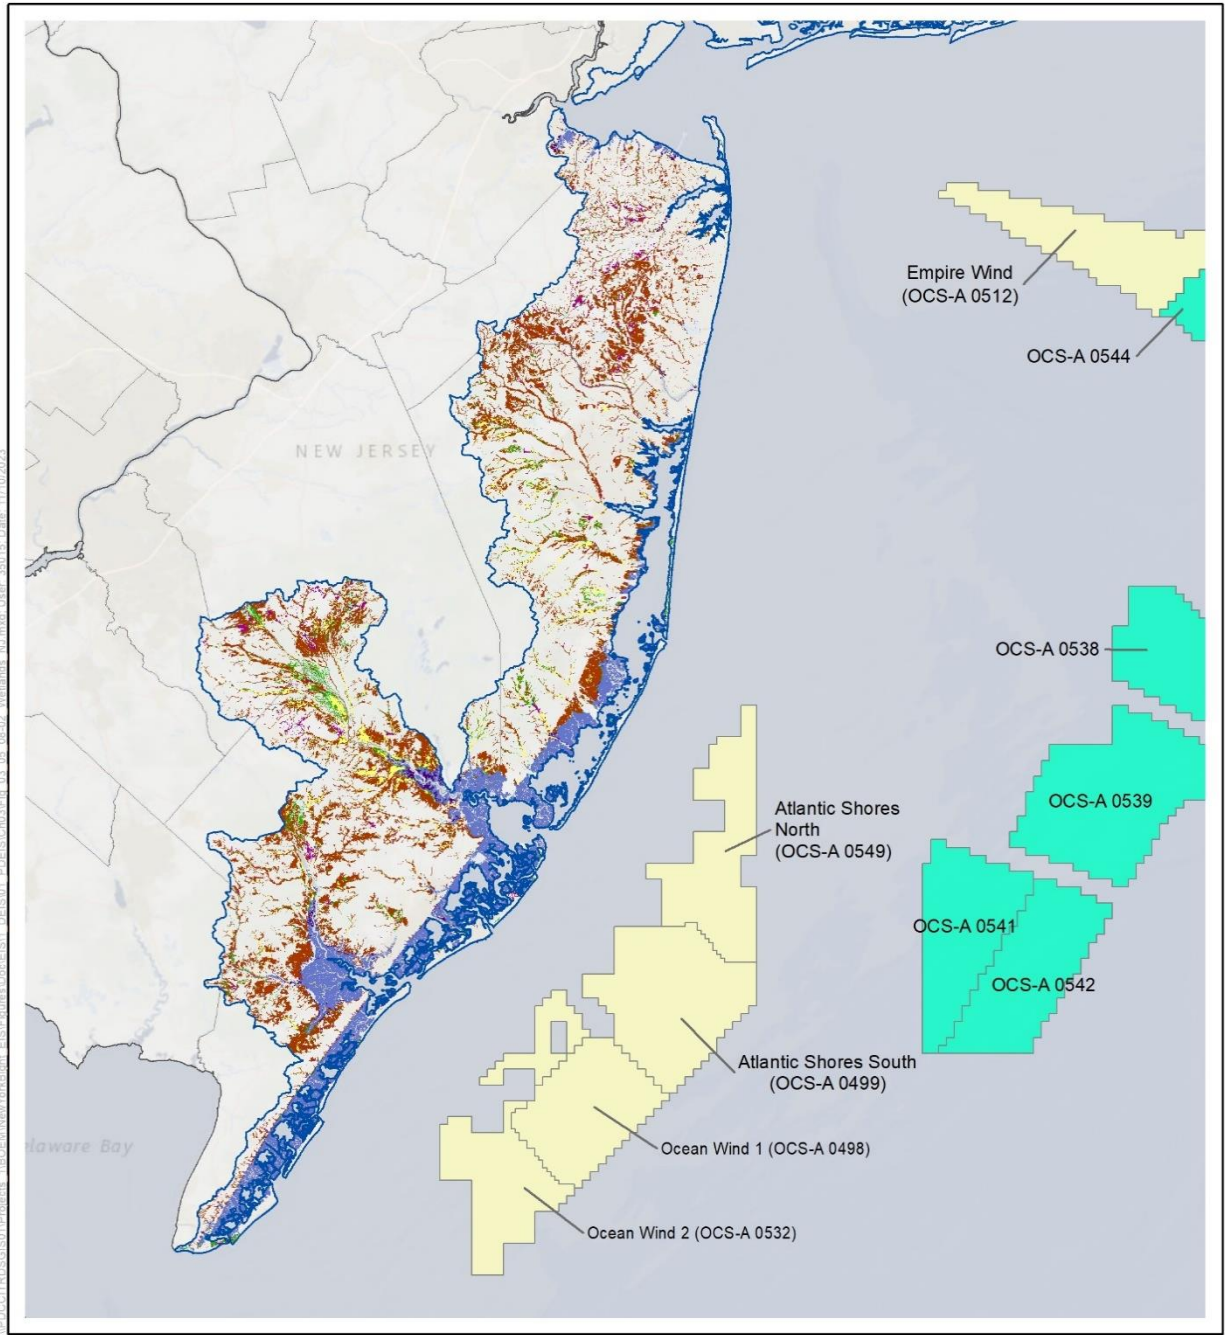 Empire Wind
(OCS-A 0512)
OCS-A 0544
NEW JERSEY
OCS-A 0538
OCS-A 0539
Atlantic Shores
North
(OCS-A 0549)
OCS-A 0541
OCS-A 0542
Atlantic Shores South
(OCS-A 0499)
Ocean Wind 1 (OCS-A 0498)
elaware Bay
Ocean Wind 2 (OCS-A 0532)